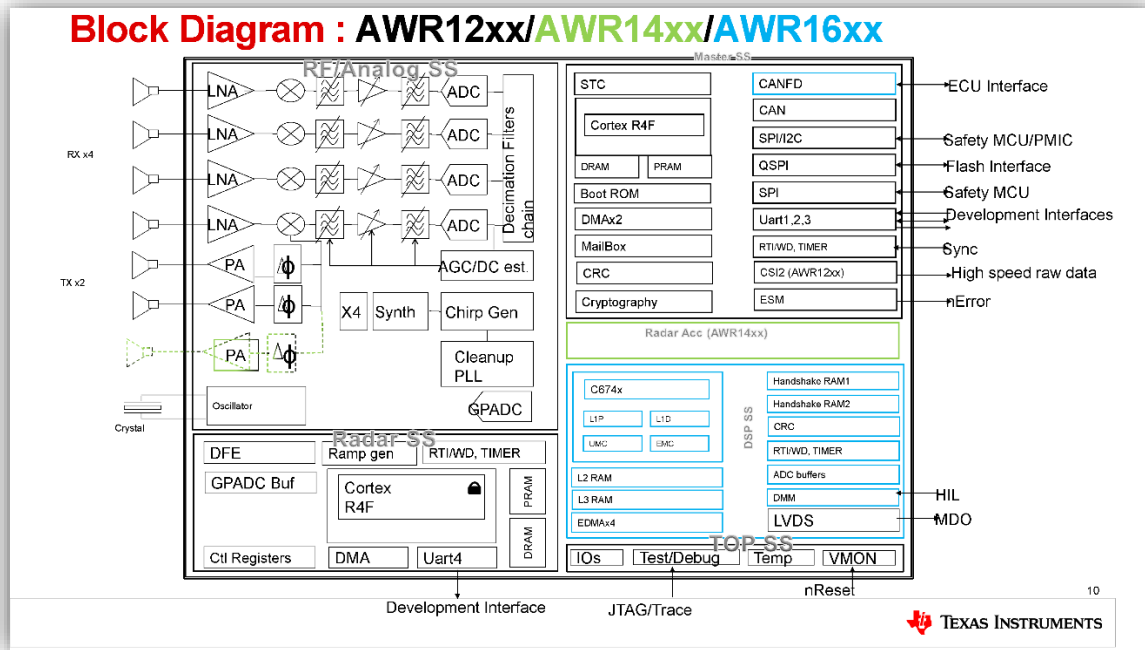 Block Diagram : AWR12xx/AWR14xx/AWR16xx
RF/Analog SS
LNA
ADC
LNA
ADC
LNA
ADC
LNA
ADC
Decimation Filters chain
RX x4
PA
Δϕ
AGC/DC est.
TX x2
PA
Δϕ
X4
Synth
Chirp Gen
PA
Δϕ
Cleanup
PLL
Oscillator
GPADC
Crystal
Radar SS
DFE
Ramp gen
RTI/WD, TIMER
GPADC Buf
Cortex
R4F
PRAM
DRAM
Ctl Registers
DMA
Uart4
Development Interface
Master SS
STC
Cortex R4F
DRAM
PRAM
Boot ROM
DMAx2
MailBox
CRC
Cryptography
CANFD
ECU Interface
CAN
SPI/I2C
Safety MCU/PMIC
QSPI
Flash Interface
SPI
Safety MCU
Uart1,2,3
Development Interfaces
RTI/WD, TIMER
Sync
CSI2 (AWR12xx)
High speed raw data
ESM
nError
Radar Acc (AWR14xx)
C674x
L1P
L1D
UMC
EMC
L2 RAM
L3 RAM
EDMAx4
DSP SS
Handshake RAM1
Handshake RAM2
CRC
RTI/WD, TIMER
ADC buffers
DMM
HIL
LVDS
MDO
TOP SS
IOs
Test/Debug
Temp
VMON
JTAG/Trace
nReset
10
TEXAS INSTRUMENTS